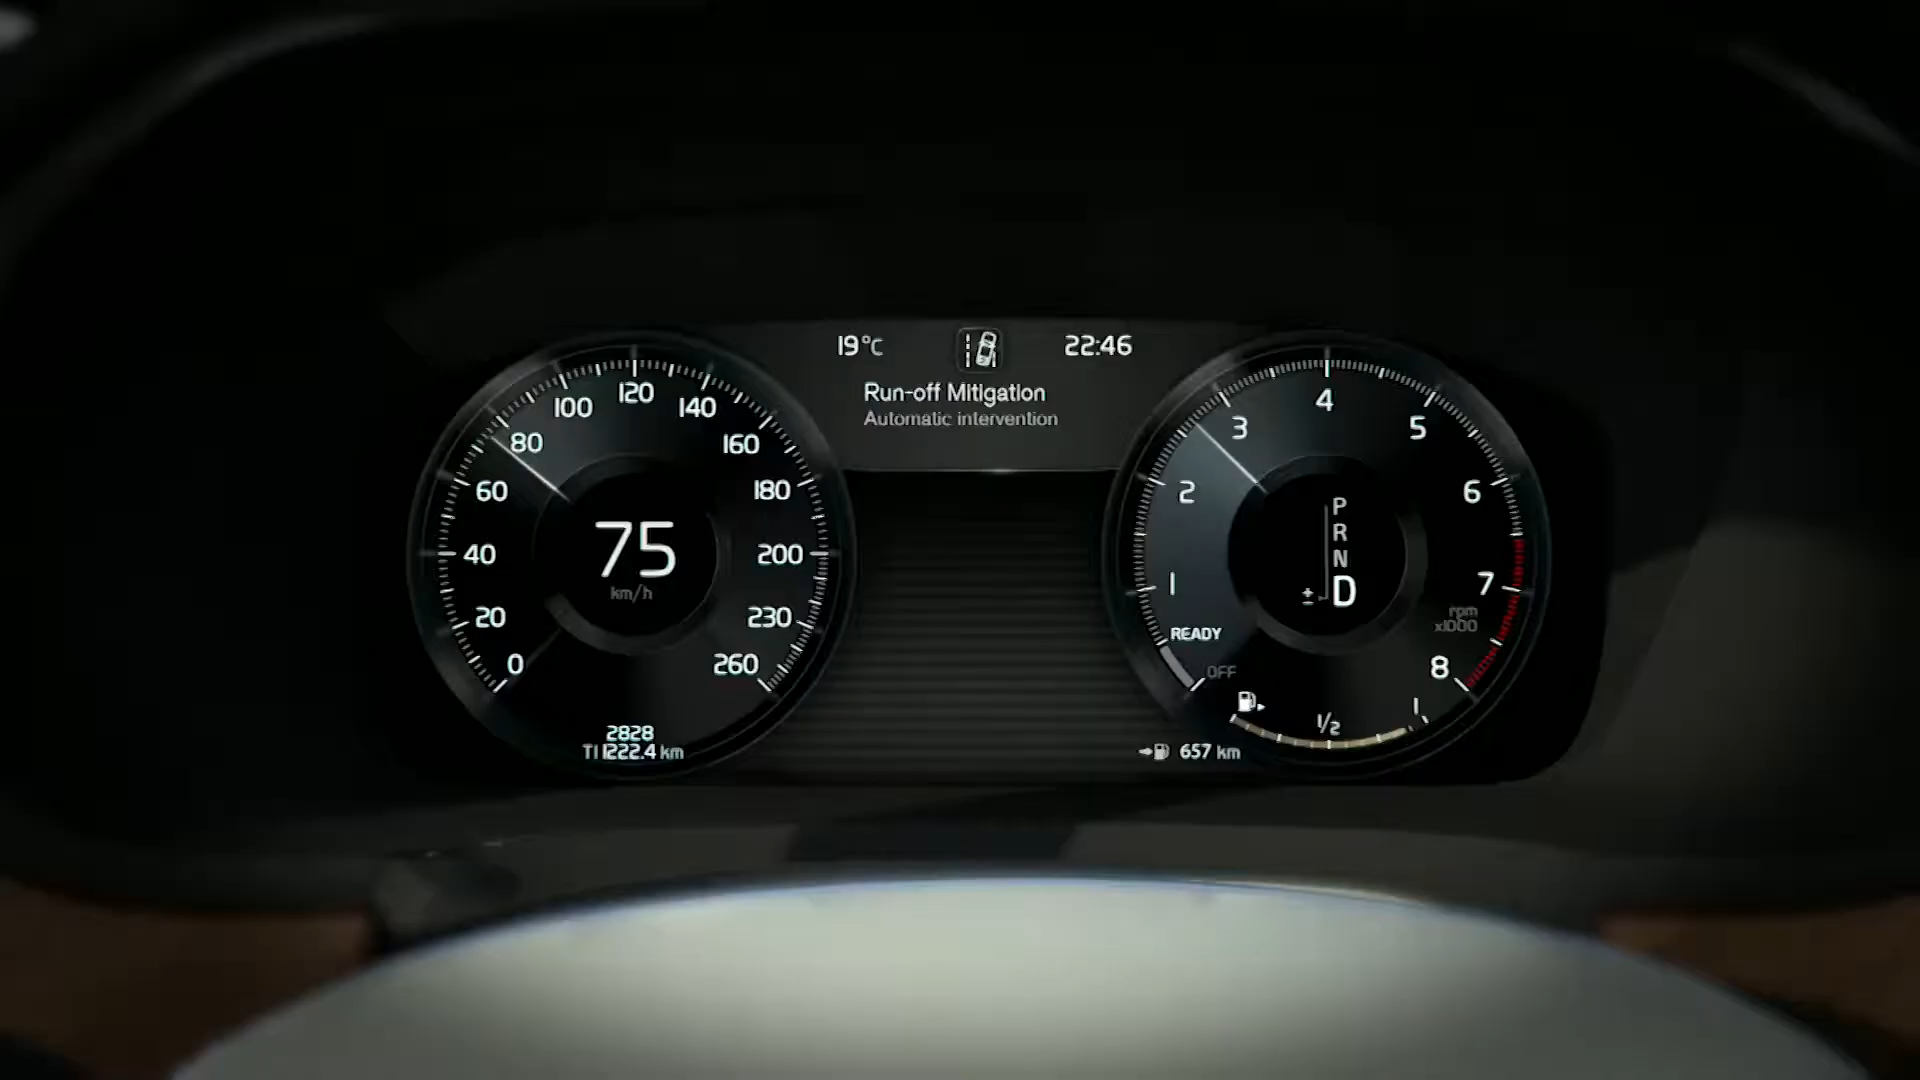 19°C
22:46
Run-off Mitigation
Automatic intervention
0
20
40
60
80
100
120
140
160
180
200
230
260
75
km/h
2828
T1 1222.4 km
OFF
READY
1
2
3
4
5
6
7
8
rpm
x1000
P
R
N
± D
1/2
1
657 km